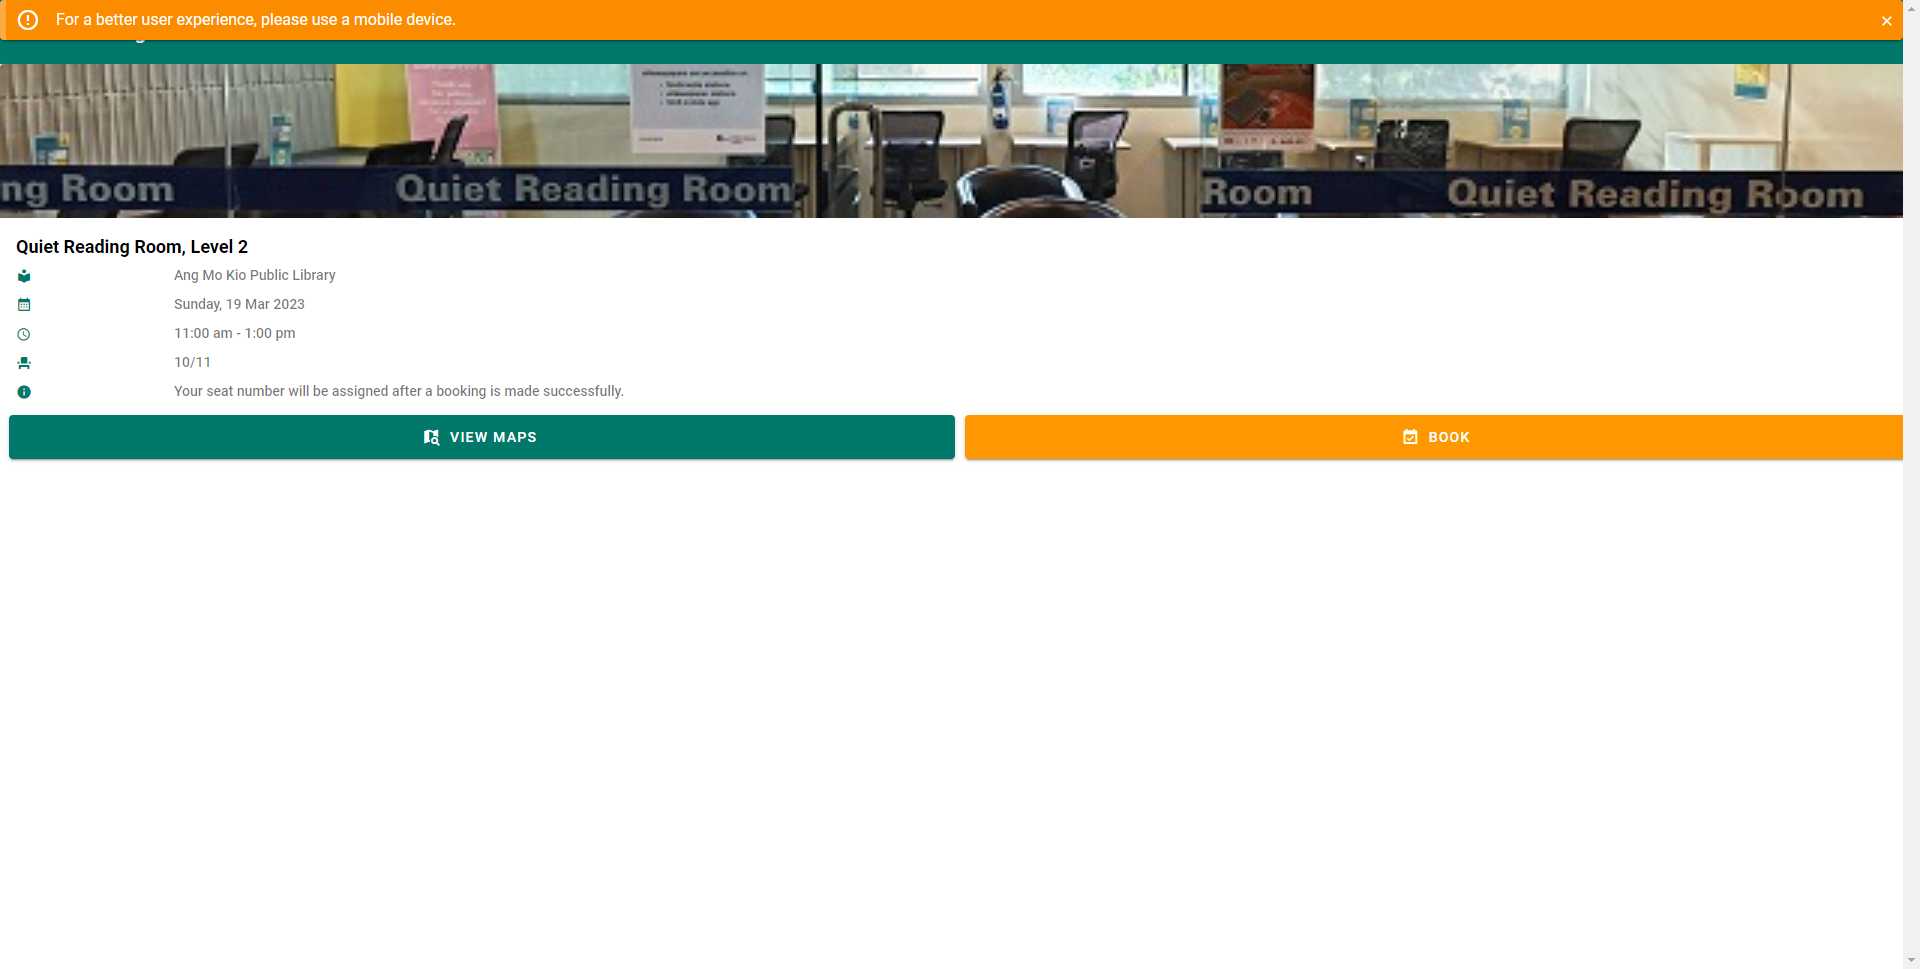 For a better user experience, please use a mobile device.
ng Room
Quiet Reading Room
Room
Quiet Reading Room
Quiet Reading Room, Level 2
Ang Mo Kio Public Library
Sunday, 19 Mar 2023
11:00 am - 1:00 pm
10/11
Your seat number will be assigned after a booking is made successfully.
VIEW MAPS
BOOK